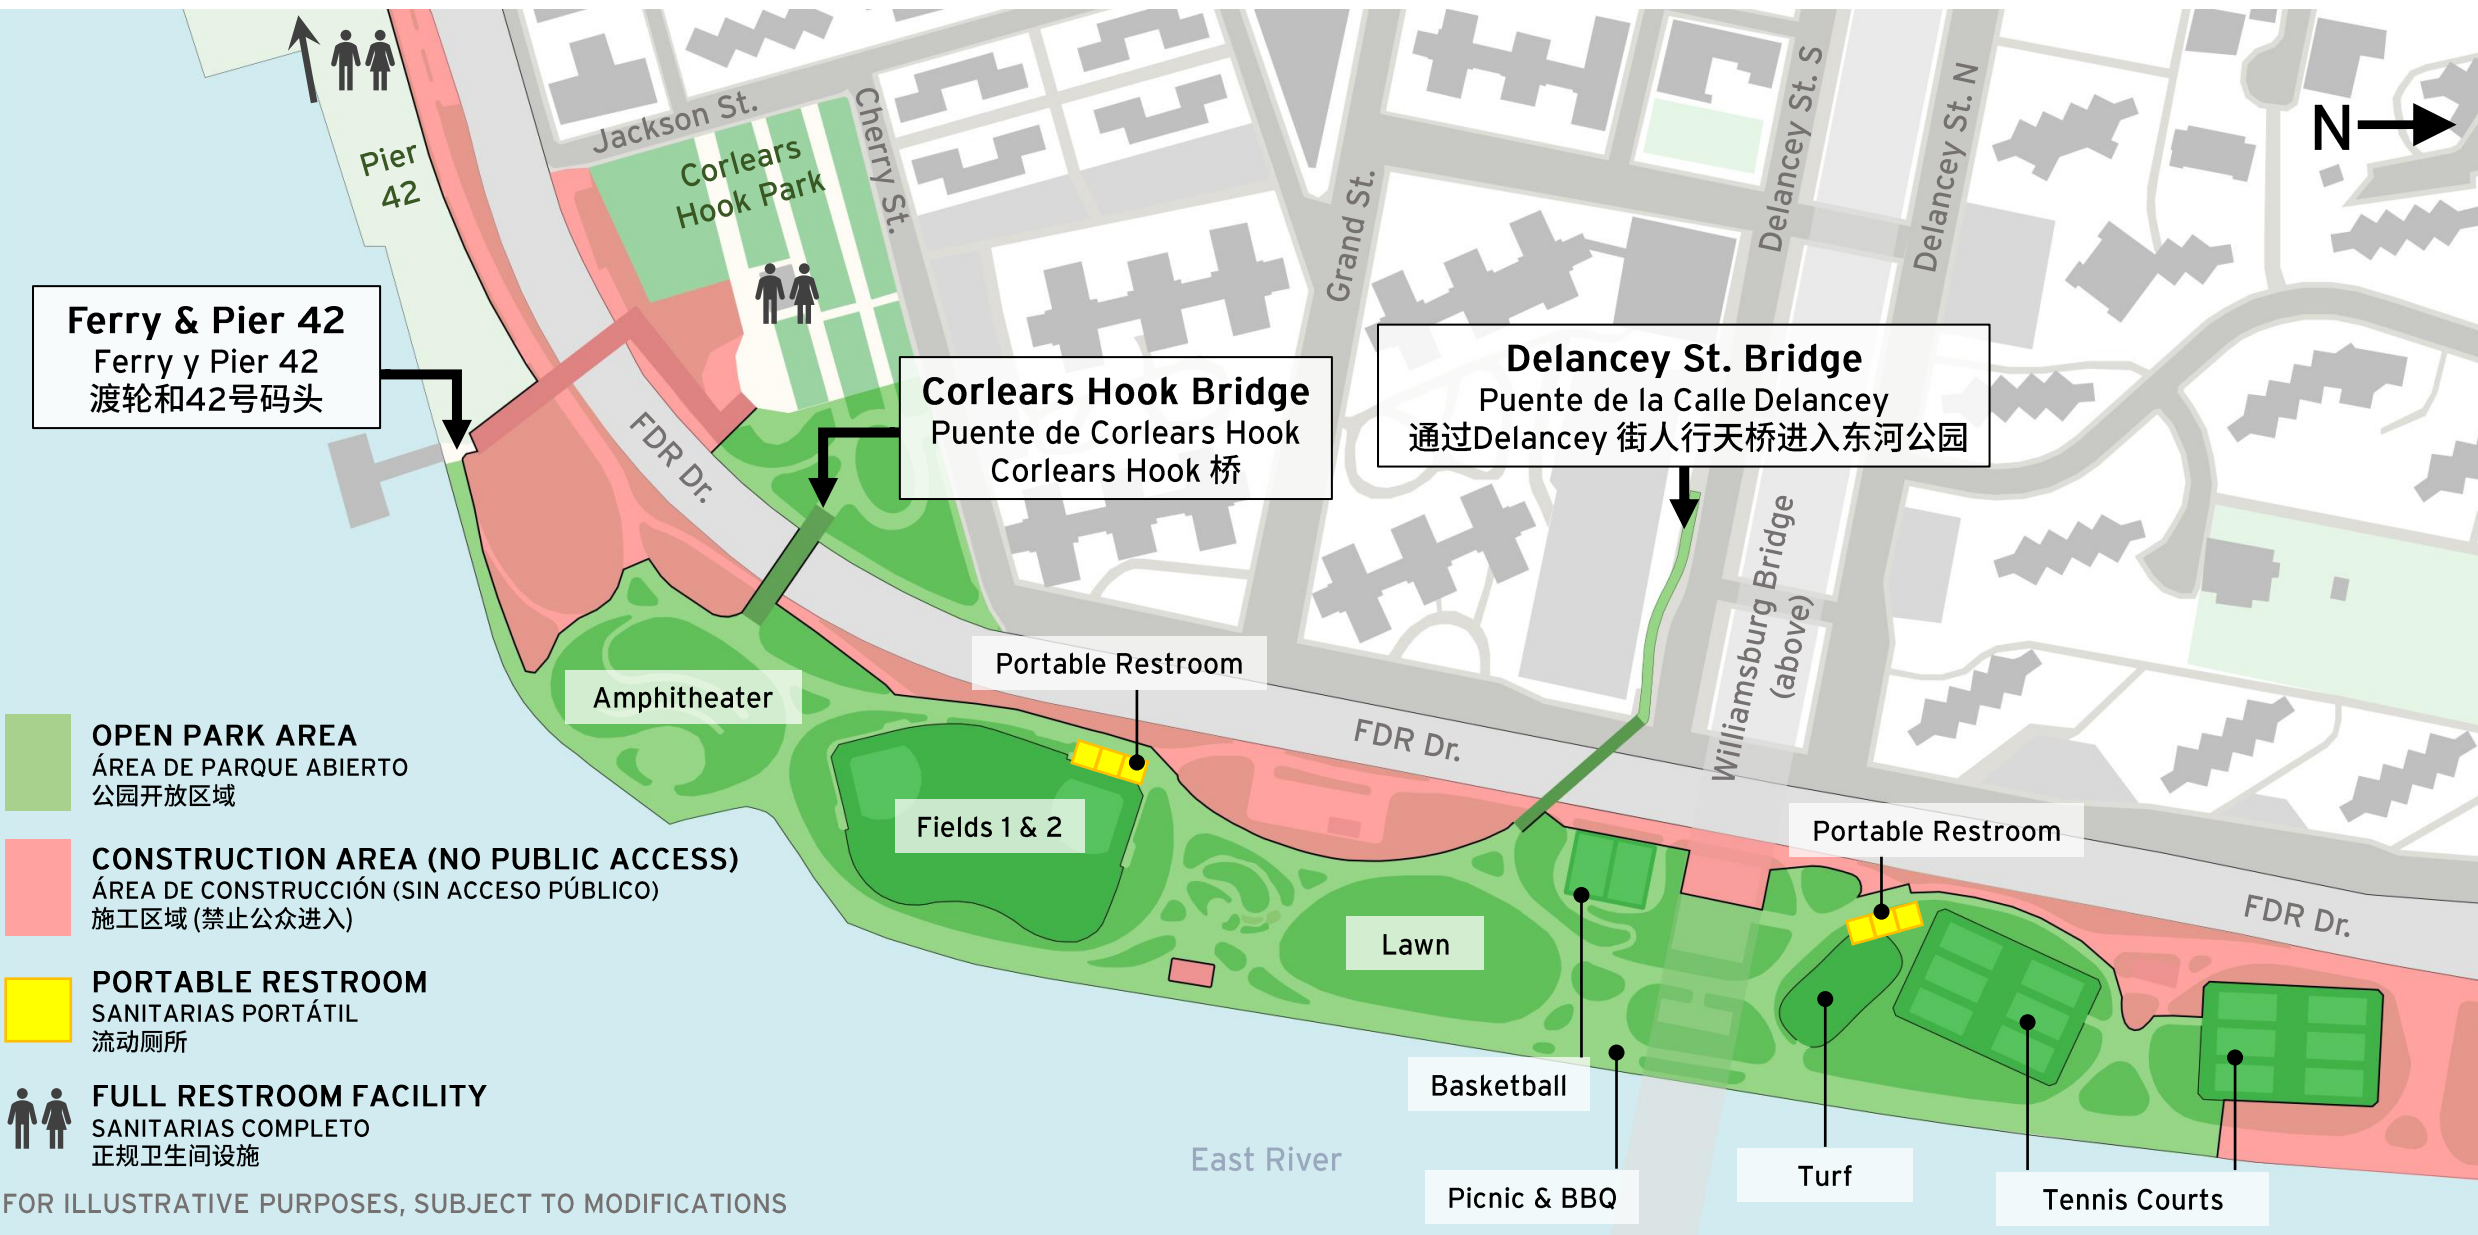 Pier
42
Jackson St.
Corlears
Hook Park
Cherry St.
Grand St.
Delancey St. S
Delancey St. N
N
Ferry & Pier 42
Ferry y Pier 42
渡轮和42号码头
Corlears Hook Bridge
Puente de Corlears Hook
Corlears Hook 桥
Delancey St. Bridge
Puente de la Calle Delancey
通过Delancey 街人行天桥进入东河公园
FDR Dr.
Williamsburg Bridge
(above)
Portable Restroom
Amphitheater
FDR Dr.
Fields 1 & 2
Portable Restroom
FDR Dr.
Lawn
Basketball
Picnic & BBQ
Turf
Tennis Courts
East River
OPEN PARK AREA
ÁREA DE PARQUE ABIERTO
公园开放区域
CONSTRUCTION AREA (NO PUBLIC ACCESS)
ÁREA DE CONSTRUCCIÓN (SIN ACCESO PÚBLICO)
施工区域 (禁止公众进入)
PORTABLE RESTROOM
SANITARIAS PORTÁTIL
流动厕所
FULL RESTROOM FACILITY
SANITARIAS COMPLETO
正规卫生间设施
FOR ILLUSTRATIVE PURPOSES, SUBJECT TO MODIFICATIONS